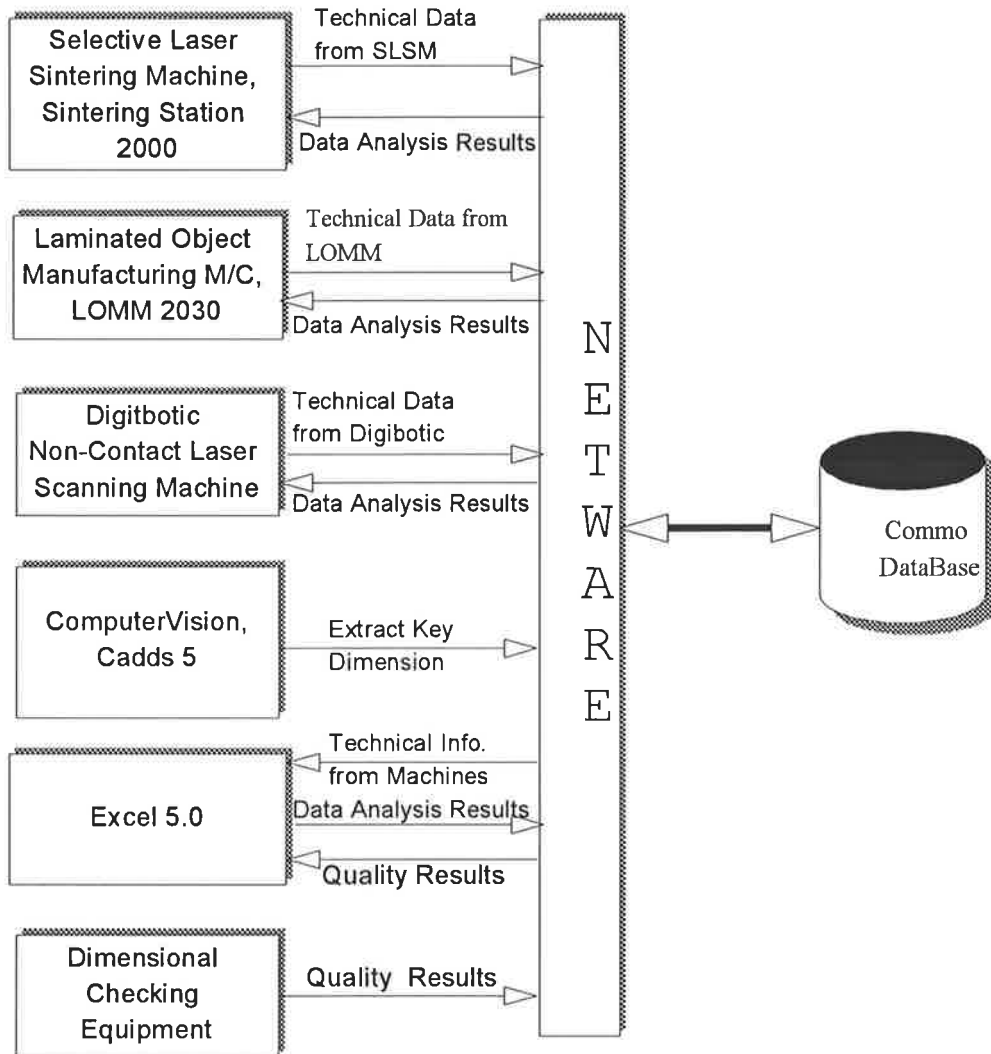 Selective Laser
Sintering Machine,
Sintering Station
2000
Technical Data
from SLSM
Data Analysis Results
Laminated Object
Manufacturing M/C,
LOMM 2030
Technical Data from
LOMM
Data Analysis Results
Digitbotic
Non-Contact Laser
Scanning Machine
Technical Data
from Digibotic
Data Analysis Results
ComputerVision,
Cadds 5
Extract Key
Dimension
Excel 5.0
Technical Info.
from Machines
Data Analysis Results
Quality Results
Dimensional
Checking
Equipment
Quality Results
NETWARE
Commo
DataBase